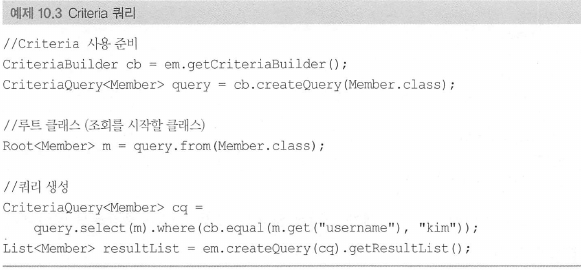 예제 10.3 Criteria 쿼리
//Criteria 사용 준비
CriteriaBuilder cb = em.getCriteriaBuilder();
CriteriaQuery<Member> query = cb.createQuery(Member.class);
//루트 클래스 (조회를 시작할 클래스)
Root<Member> m = query.from(Member.class);
//쿼리 생성
CriteriaQuery<Member> cq =
query.select(m).where(cb.equal(m.get("username"), "kim"));
List<Member> resultList = em.createQuery(cq).getResultList();